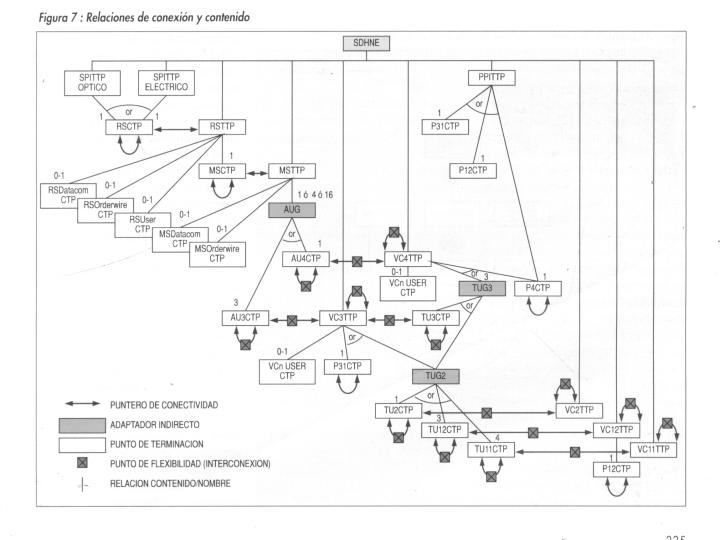 Figura 7 : Relaciones de conexión y contenido
SDHNE
SPITTP
OPTICO
SPITTP
ELECTRICO
PPITTP
or
1
1
RSCTP
RSTTP
or
1
P31CTP
1
P12CTP
1
MSCTP
MSTTP
0-1
RSDatacom
CTP
0-1
RSOrderwire
CTP
0-1
RSUser
CTP
0-1
MSDatacom
CTP
0-1
MSOrderwire
CTP
1 ó 4 ó 16
AUG
or
1
AU4CTP
VC4TTP
0-1
VCn USER
CTP
or
3
TUG3
1
P4CTP
or
3
AU3CTP
VC3TTP
TU3CTP
or
0-1
VCn USER
CTP
1
P31CTP
TUG2
or
1
TU2CTP
VC2TTP
3
TU12CTP
VC12TTP
4
TU11CTP
VC11TTP
1
P12CTP
PUNTERO DE CONECTIVIDAD
ADAPTADOR INDIRECTO
PUNTO DE TERMINACION
PUNTO DE FLEXIBILIDAD (INTERCONEXION)
RELACION CONTENIDO/NOMBRE